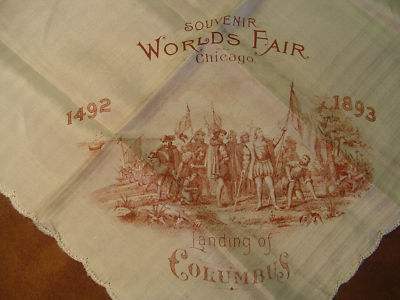 SOUVENIR
WORLDS FAIR.
Chicago,
1492 1893
Landing of
COLUMBUS